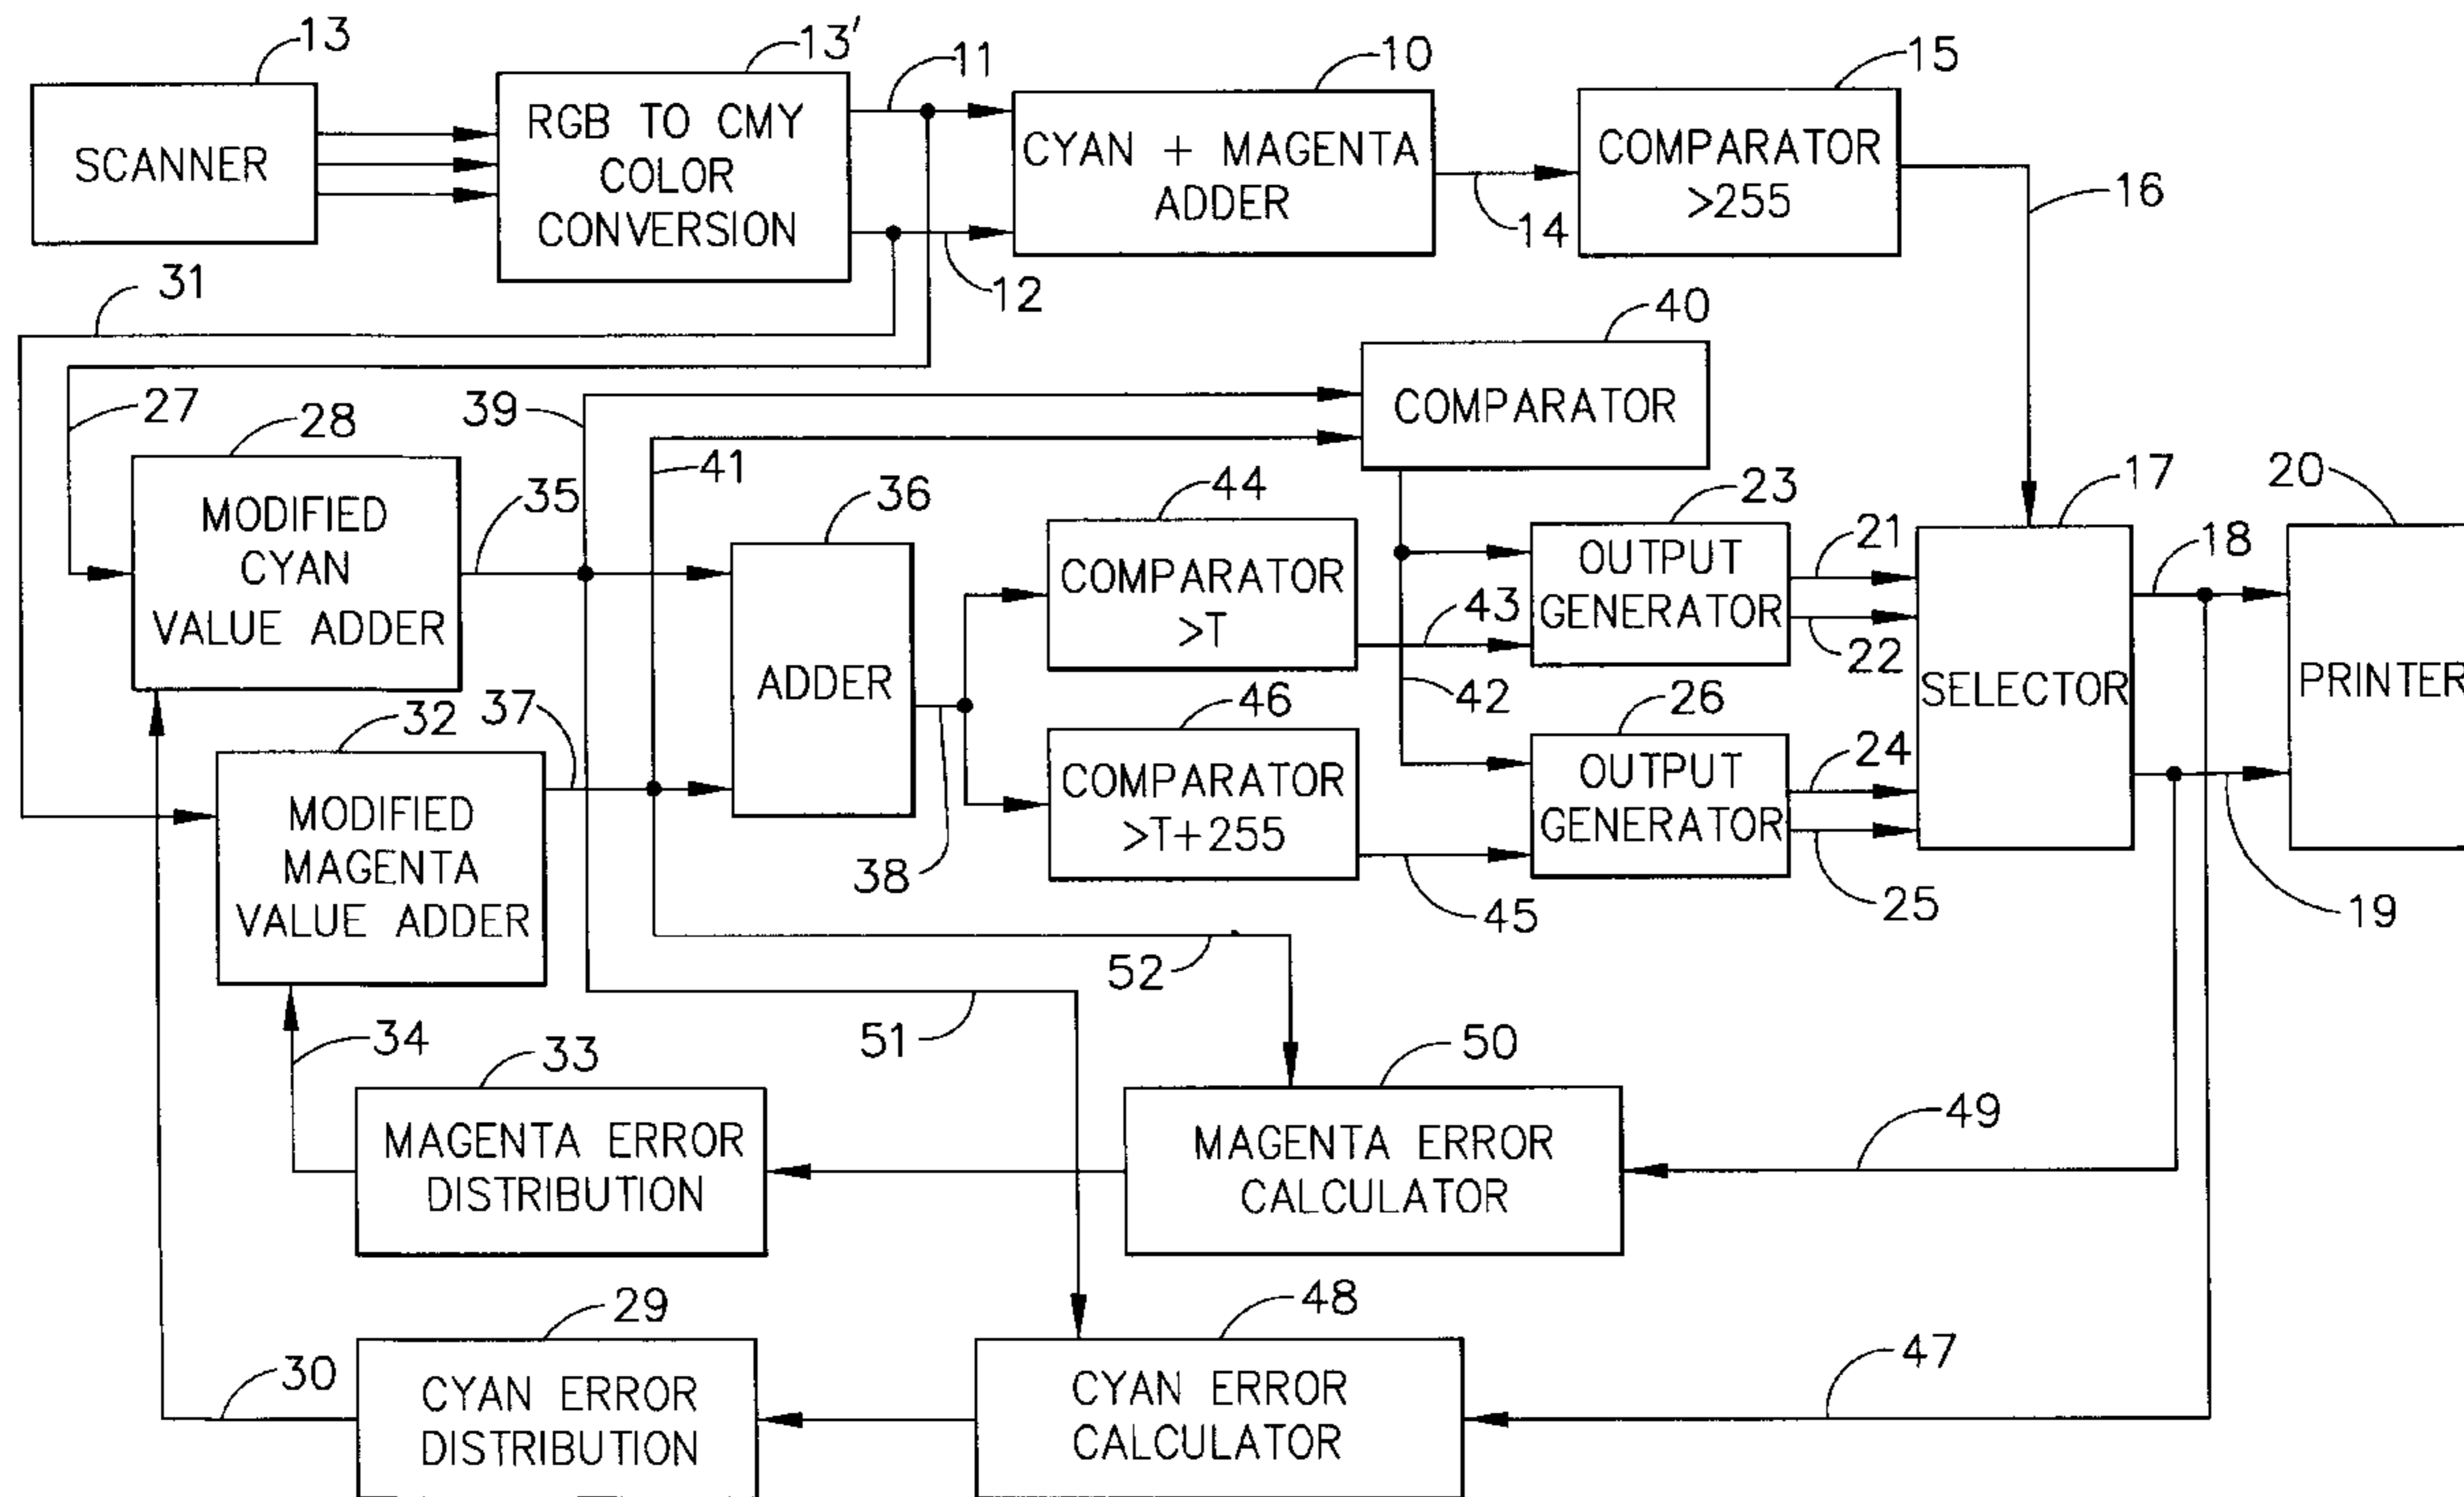 13
13'
11
10
15
SCANNER
RGB TO CMY
COLOR
CONVERSION
CYAN + MAGENTA
ADDER
COMPARATOR
>255
14
16
12
31
40
COMPARATOR
27
28
39
41
MODIFIED
CYAN
VALUE ADDER
35
36
44
23
17
20
COMPARATOR
>T
43
OUTPUT
GENERATOR
21
22
18
ADDER
42
SELECTOR
PRINTER
32
37
46
26
MODIFIED
MAGENTA
VALUE ADDER
38
COMPARATOR
>T+255
45
OUTPUT
GENERATOR
24
25
19
52
51
34
33
50
49
MAGENTA ERROR
DISTRIBUTION
MAGENTA ERROR
CALCULATOR
30
29
48
47
CYAN ERROR
DISTRIBUTION
CYAN ERROR
CALCULATOR